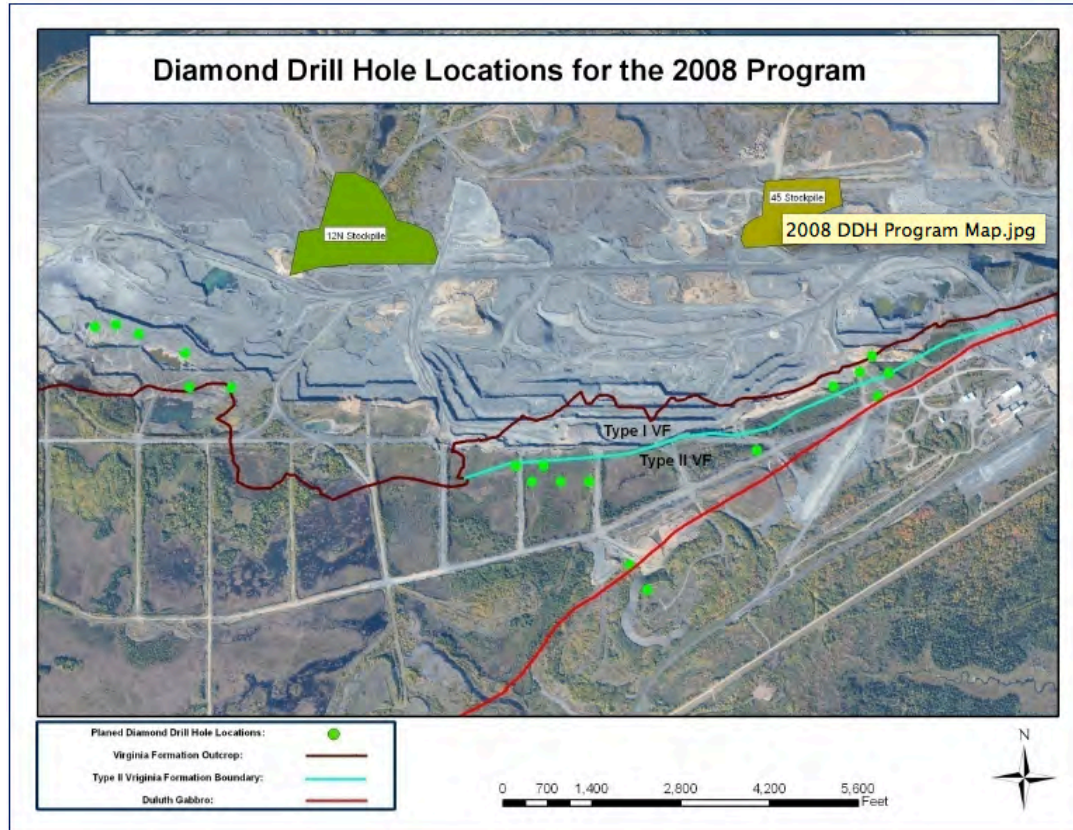 Diamond Drill Hole Locations for the 2008 Program
45 Stockpile
12N Stockpile
2008 DDH Program Map.jpg
Type I VF
Type II VF
Planed Diamond Drill Hole Locations:
Virginia Formation Outcrop:
Type II Vriginia Formation Boundary:
Duluth Gabbro:
N
0 700 1,400 2,800 4,200 5,600
Feet